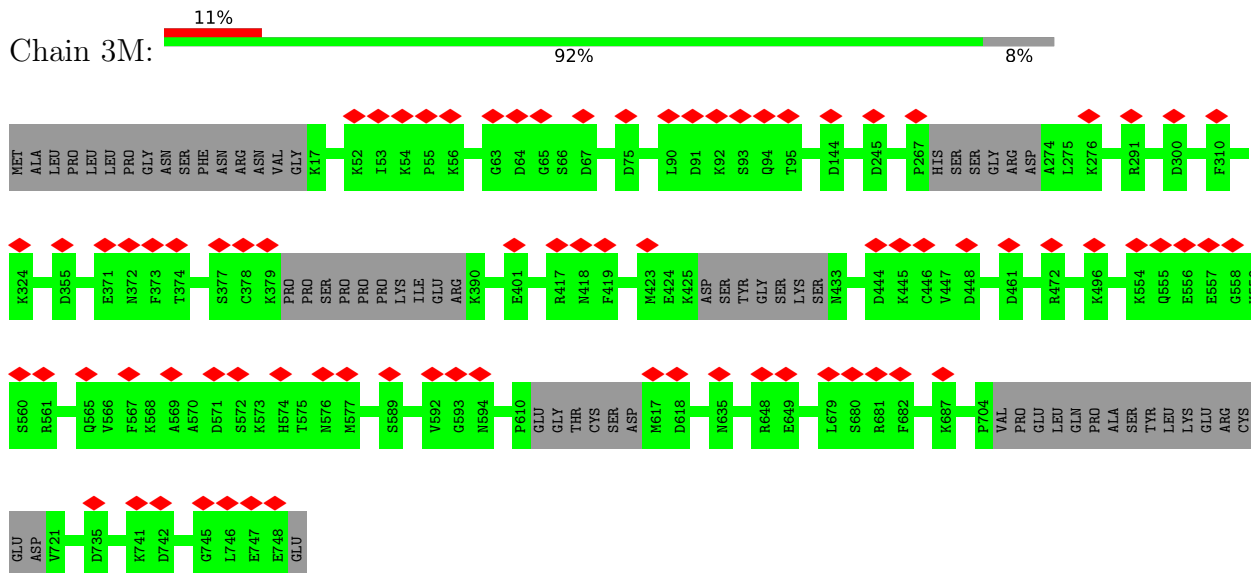 11%
Chain 3M:
92%
8%
MET ALA LEU PRO LEU LEU PRO GLY ASN SER PHE ASN ARG ASN VAL GLY K17 K52 I53 K54 P55 K56 G63 D64 G65 S66 D67 D75 L90 D91 K92 S93 Q94 T95 D144 D245 P267 HIS SER SER GLY ARG ASP A274 L275 K276 R291 D300 F310
K324 D355 E371 N372 F373 T374 S377 C378 K379 PRO PRO SER PRO PRO PRO LYS ILE GLU ARG K390 E401 R417 N418 F419 M423 E424 K425 ASP SER TYR GLY SER LYS SER N433 D444 K445 C446 V447 D448 D461 R472 K496 K554 Q555 E556 E557 G558
S560 R561 Q565 V566 F567 K568 A569 A570 D571 S572 K573 H574 T575 N576 M577 S589 V592 G593 N594 P610 GLU GLY THR CYS SER ASP M617 D618 N635 R648 E649 L679 S680 R681 F682 K687 P704 VAL PRO GLU LEU GLN PRO ALA SER TYR LEU LYS GLU ARG CYS
GLU ASP V721 D735 K741 D742 G745 L746 E747 E748 GLU